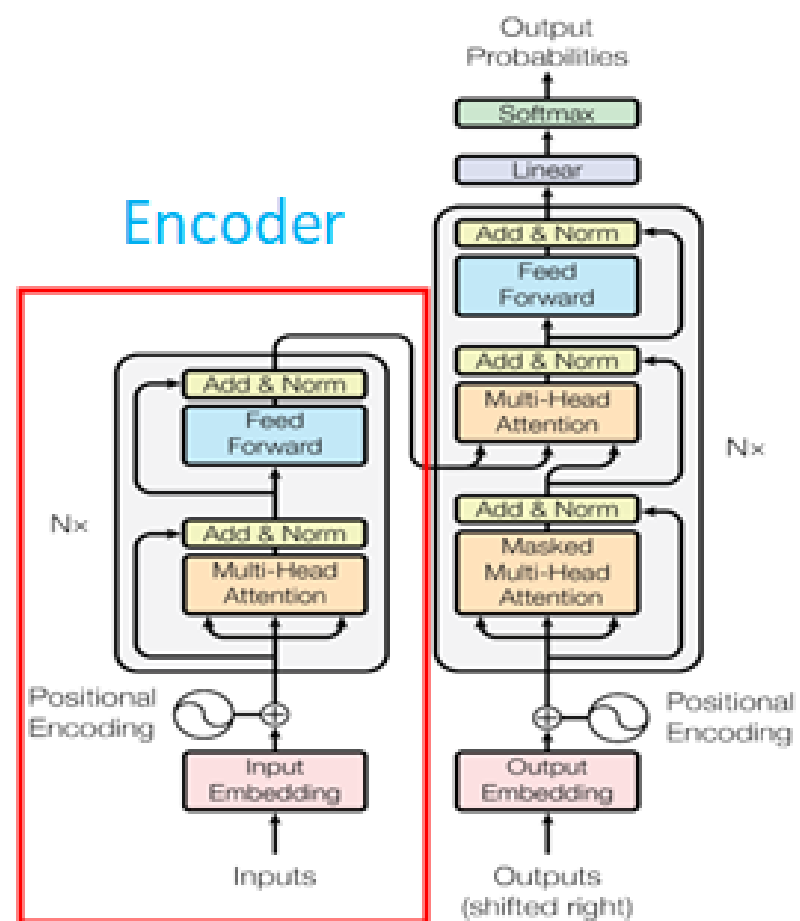 Output
Probabilities
Softmax
Linear
Encoder
Add & Norm
Feed
Forward
Add & Norm
Multi-Head
Attention
Nx
Add & Norm
Masked
Multi-Head
Attention
Add & Norm
Feed
Forward
Nx
Add & Norm
Multi-Head
Attention
Positional
Encoding
Positional
Encoding
Input
Embedding
Output
Embedding
Inputs
Outputs
(shifted right)